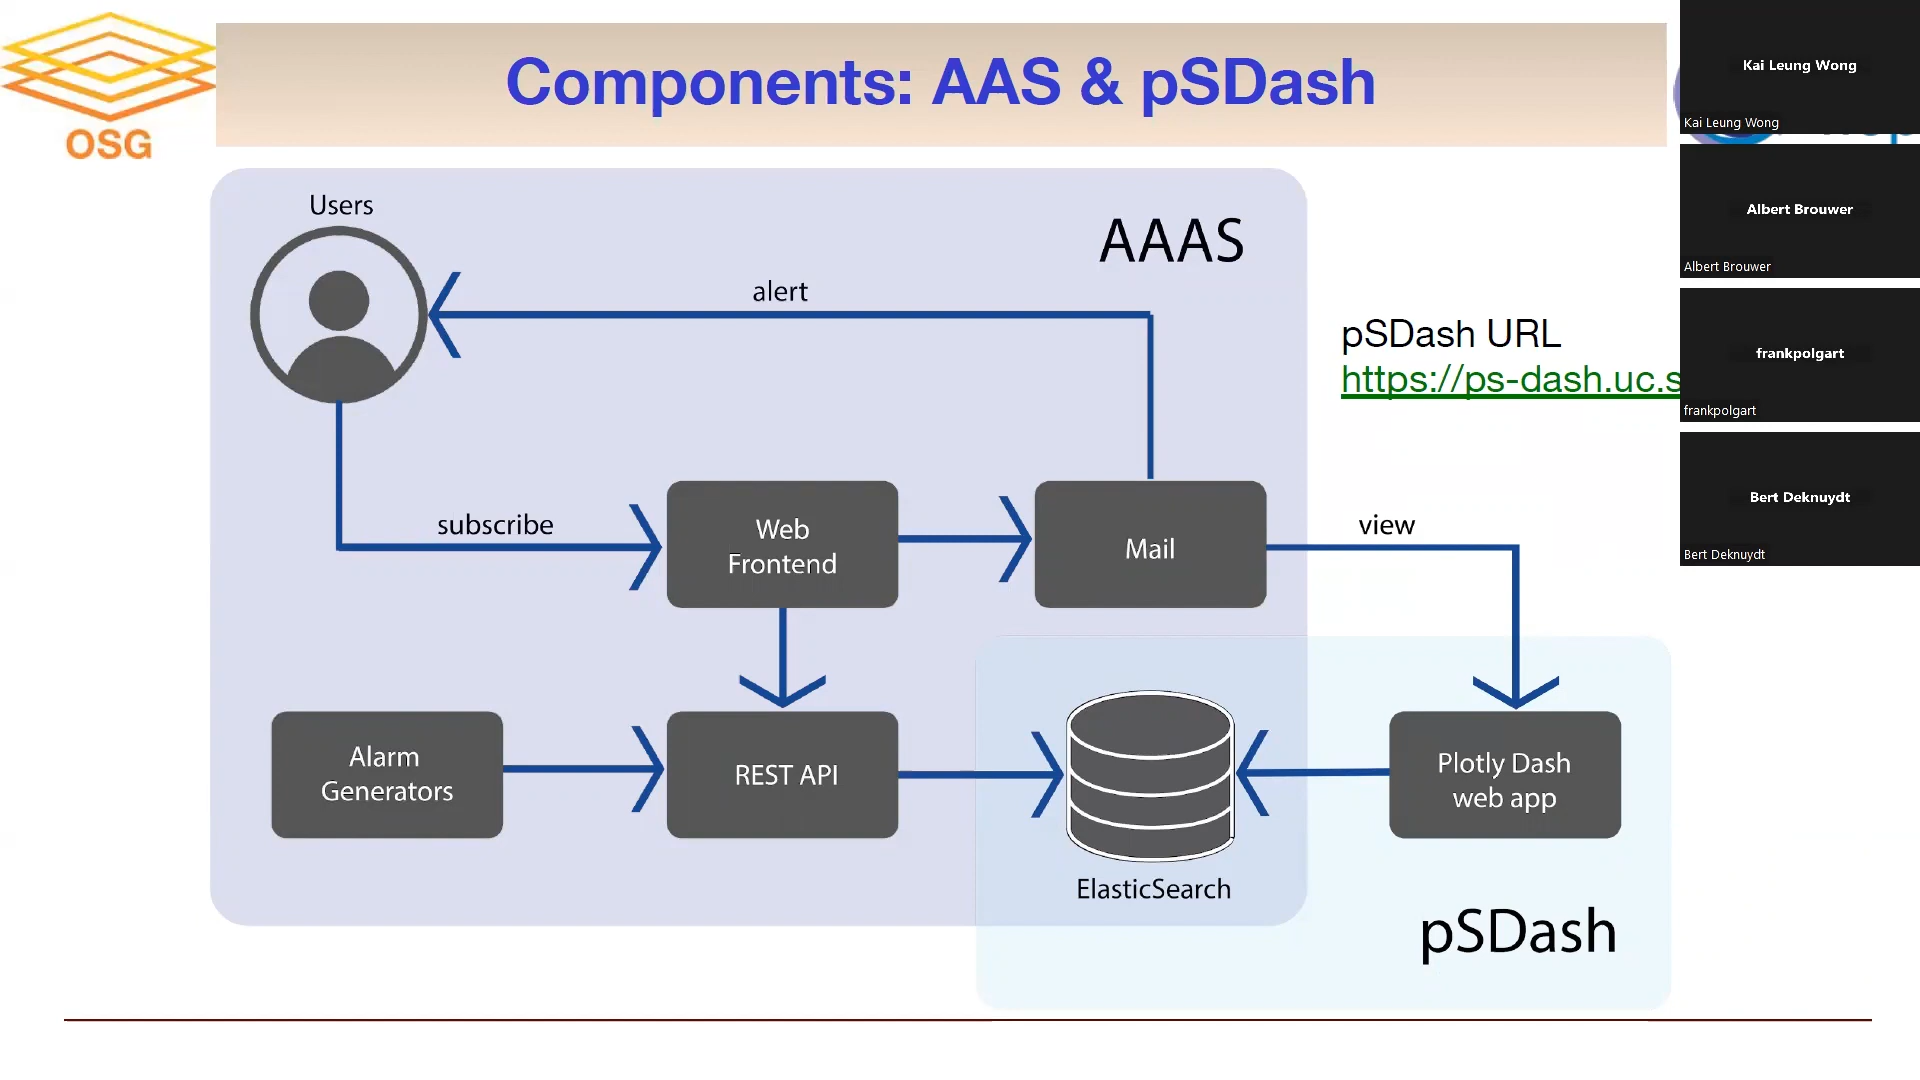 Components: AAS & pSDash
OSG
Users
AAAS
alert
pSDash URL
https://ps-dash.uc.s
subscribe
Web
Frontend
Mail
view
Alarm
Generators
REST API
ElasticSearch
Plotly Dash
web app
pSDash
Kai Leung Wong
Kai Leung Wong
Albert Brouwer
Albert Brouwer
frankpolgart
frankpolgart
Bert Deknuydt
Bert Deknuydt